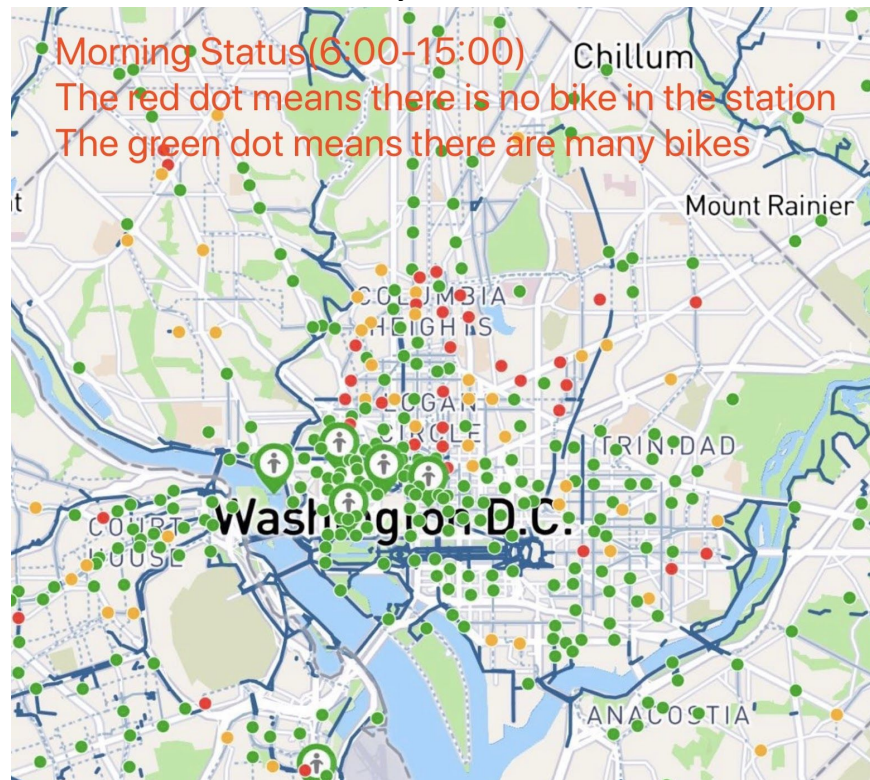 Morning Status(6:00-15:00)
Chillum
The red dot means there is no bike in the station
The green dot means there are many bikes
t
Mount Rainier
COLUMBIA
HEIGHTS
LOGAN
CIRCLE
TRINIDAD
Washington D.C.
COURT
HOUSE
ANACOSTIA